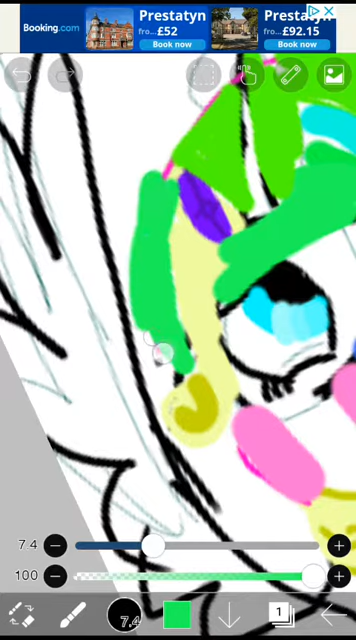 Booking.com
Prestatyn
fro... £52
Book now
Prestatyn
fro... £92.15
Book now
7.4
100
7.4
1